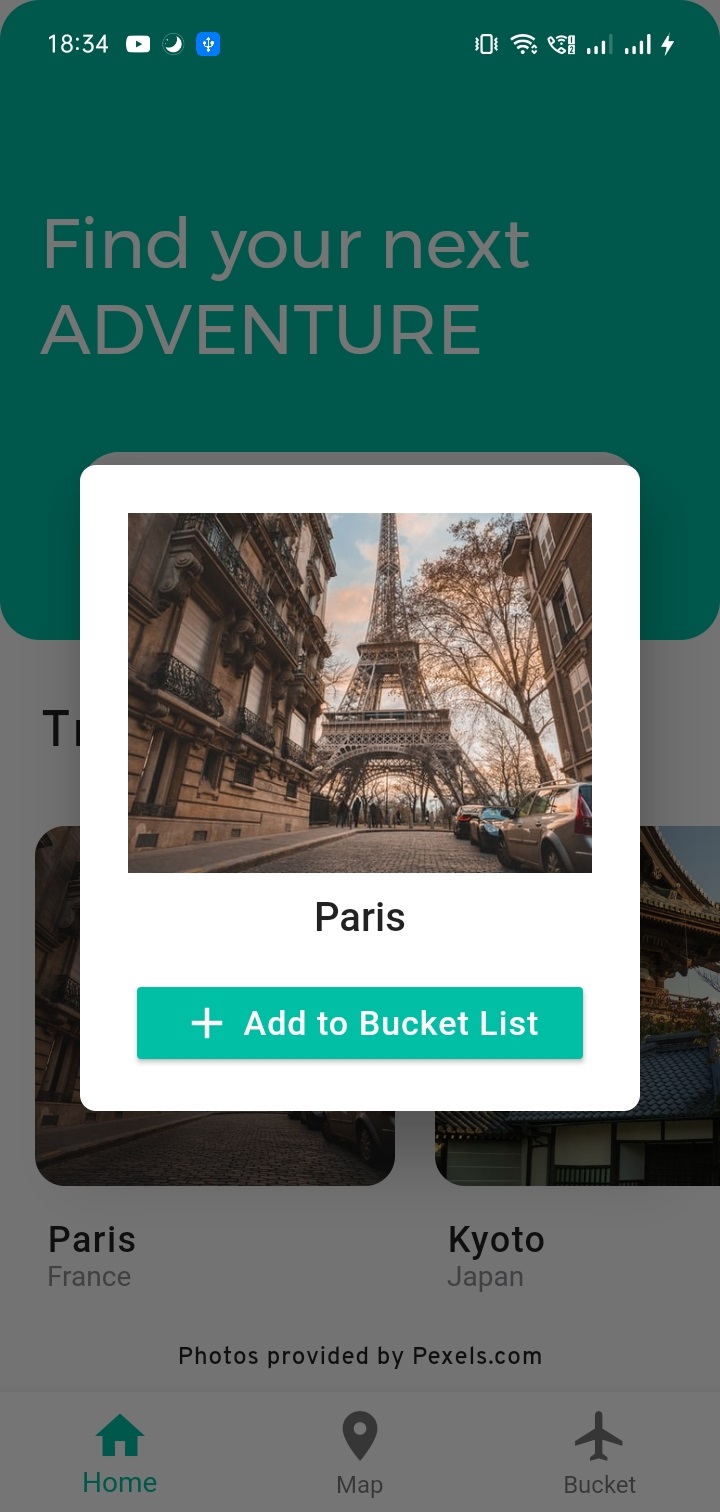 18:34
Find your next
ADVENTURE
Paris
Add to Bucket List
Paris
France
Kyoto
Japan
Photos provided by Pexels.com
Home
Map
Bucket